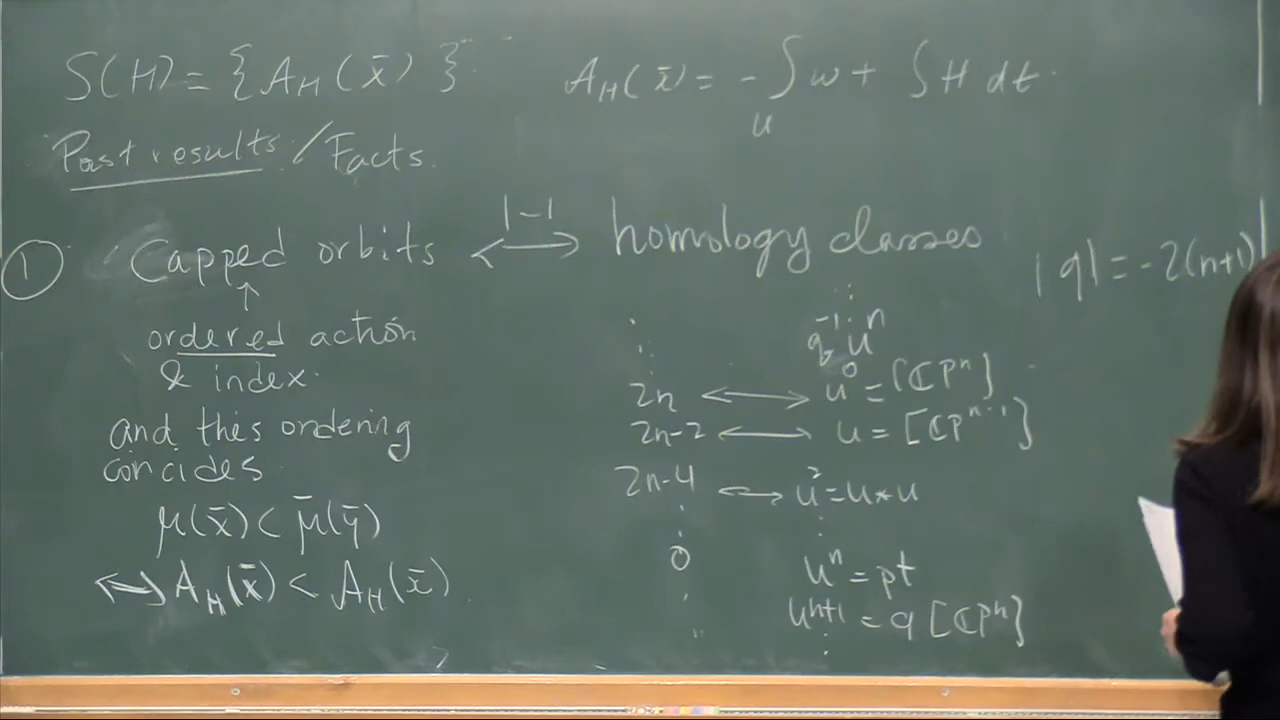 S(H) = {A_H(x̄)}
A_H(x̄) = - ∫_u ω + ∫ H dt.
Past results / Facts.
① Capped orbits ⟷ homology classes
1-1
|q| = -2(n+1)
↑
ordered action
& index.
and this ordering
concides
μ(x̄) < μ̄(ȳ)
⟷ A_H(x̄) < A_H(x̄)
⋮
q⁻¹uⁿ
2n ⟷ u⁰ = [ℂPⁿ]
2n-2 ⟷ u = [ℂPⁿ⁻¹]
2n-4 ⟷ u² = u * u
⋮
0 uⁿ = pt
uⁿ⁺¹ = q [ℂPⁿ]
⋮